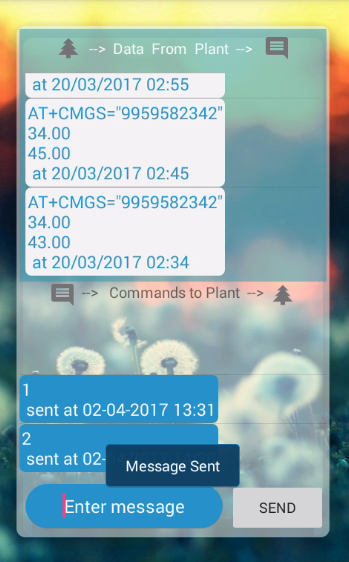 --> Data From Plant -->
at 20/03/2017 02:55
AT+CMGS="9959582342"
34.00
45.00
at 20/03/2017 02:45
AT+CMGS="9959582342"
34.00
43.00
at 20/03/2017 02:34
--> Commands to Plant -->
1
sent at 02-04-2017 13:31
2
sent at 02-
Message Sent
Enter message
SEND